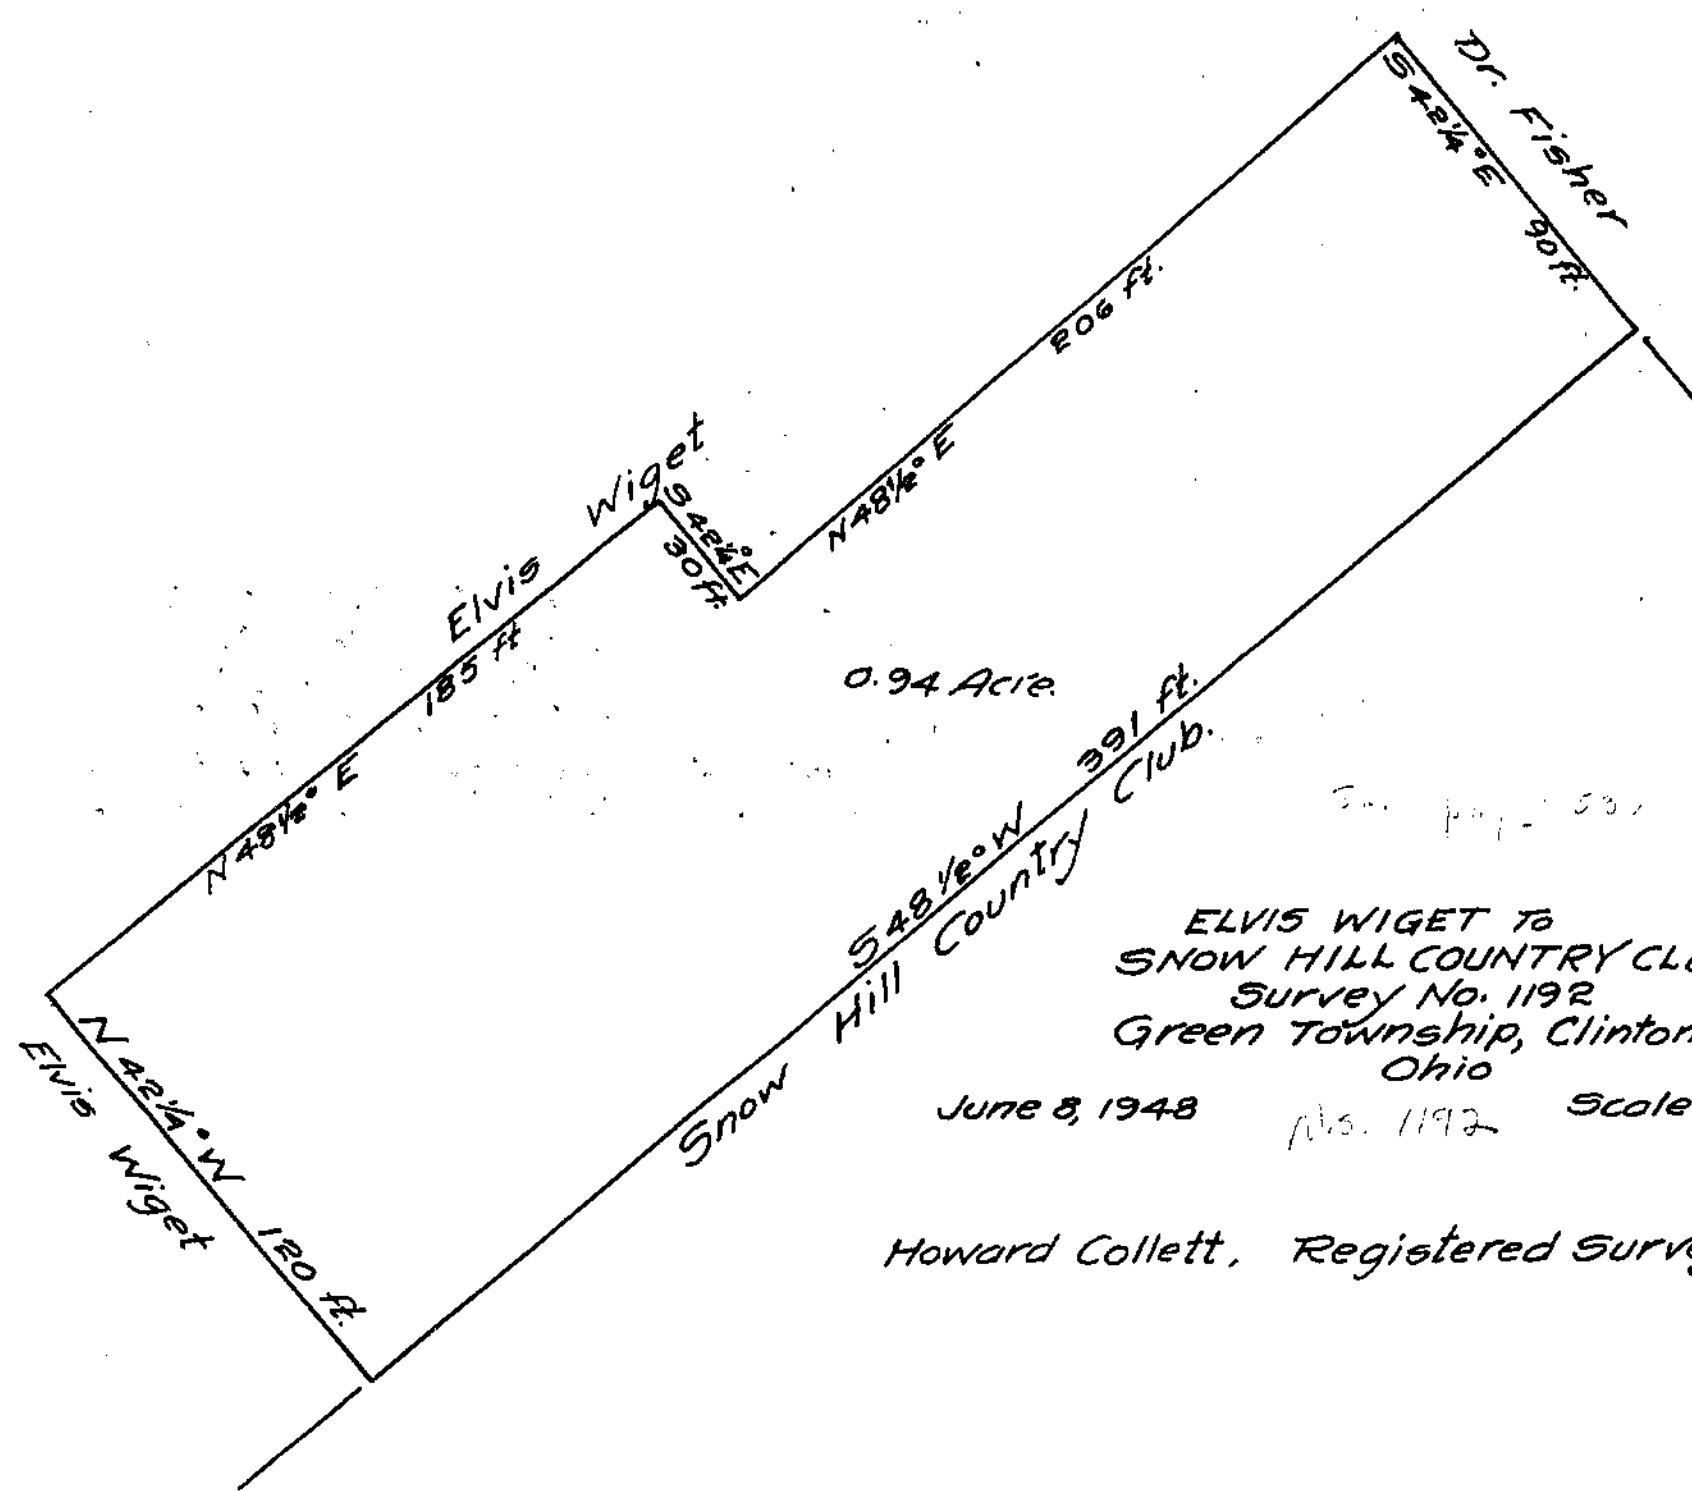 Dr. Fisher
S 42¼° E 90 ft.
206 ft.
N 48½° E
Elvis Wiget
S 42¼° E
30 ft.
185 ft
N 48½° E
0.94 Acre.
391 ft.
S 48½° W
Snow Hill Country Club.
N 42¼° W 120 ft.
Elvis Wiget
ELVIS WIGET To
SNOW HILL COUNTRY CLU
Survey No. 1192
Green Township, Clinton
Ohio
June 8, 1948 Scale
No. 1192
Howard Collett, Registered Surve